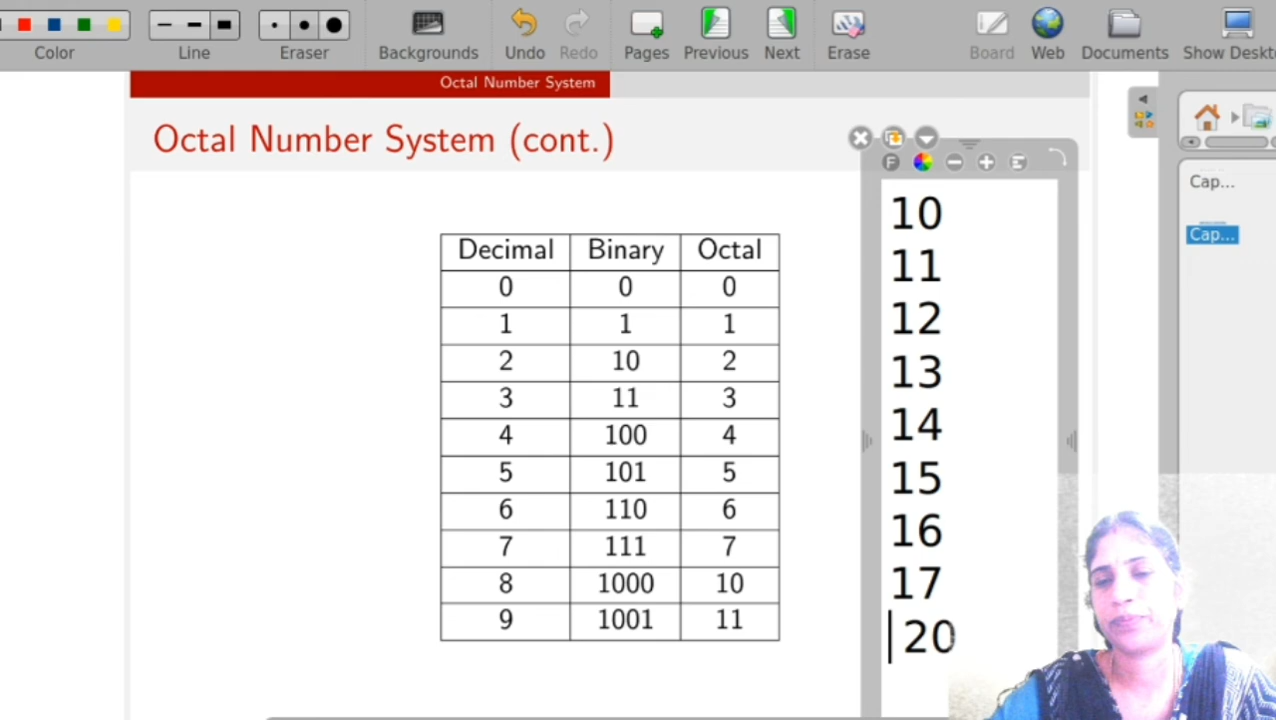 Color
Line
Eraser
Backgrounds
Undo
Redo
Pages
Previous
Next
Erase
Board
Web
Documents
Show Deskt
Octal Number System
Octal Number System (cont.)
Decimal Binary Octal
0 0 0
1 1 1
2 10 2
3 11 3
4 100 4
5 101 5
6 110 6
7 111 7
8 1000 10
9 1001 11
F
10
11
12
13
14
15
16
17
20
Cap...
Cap...